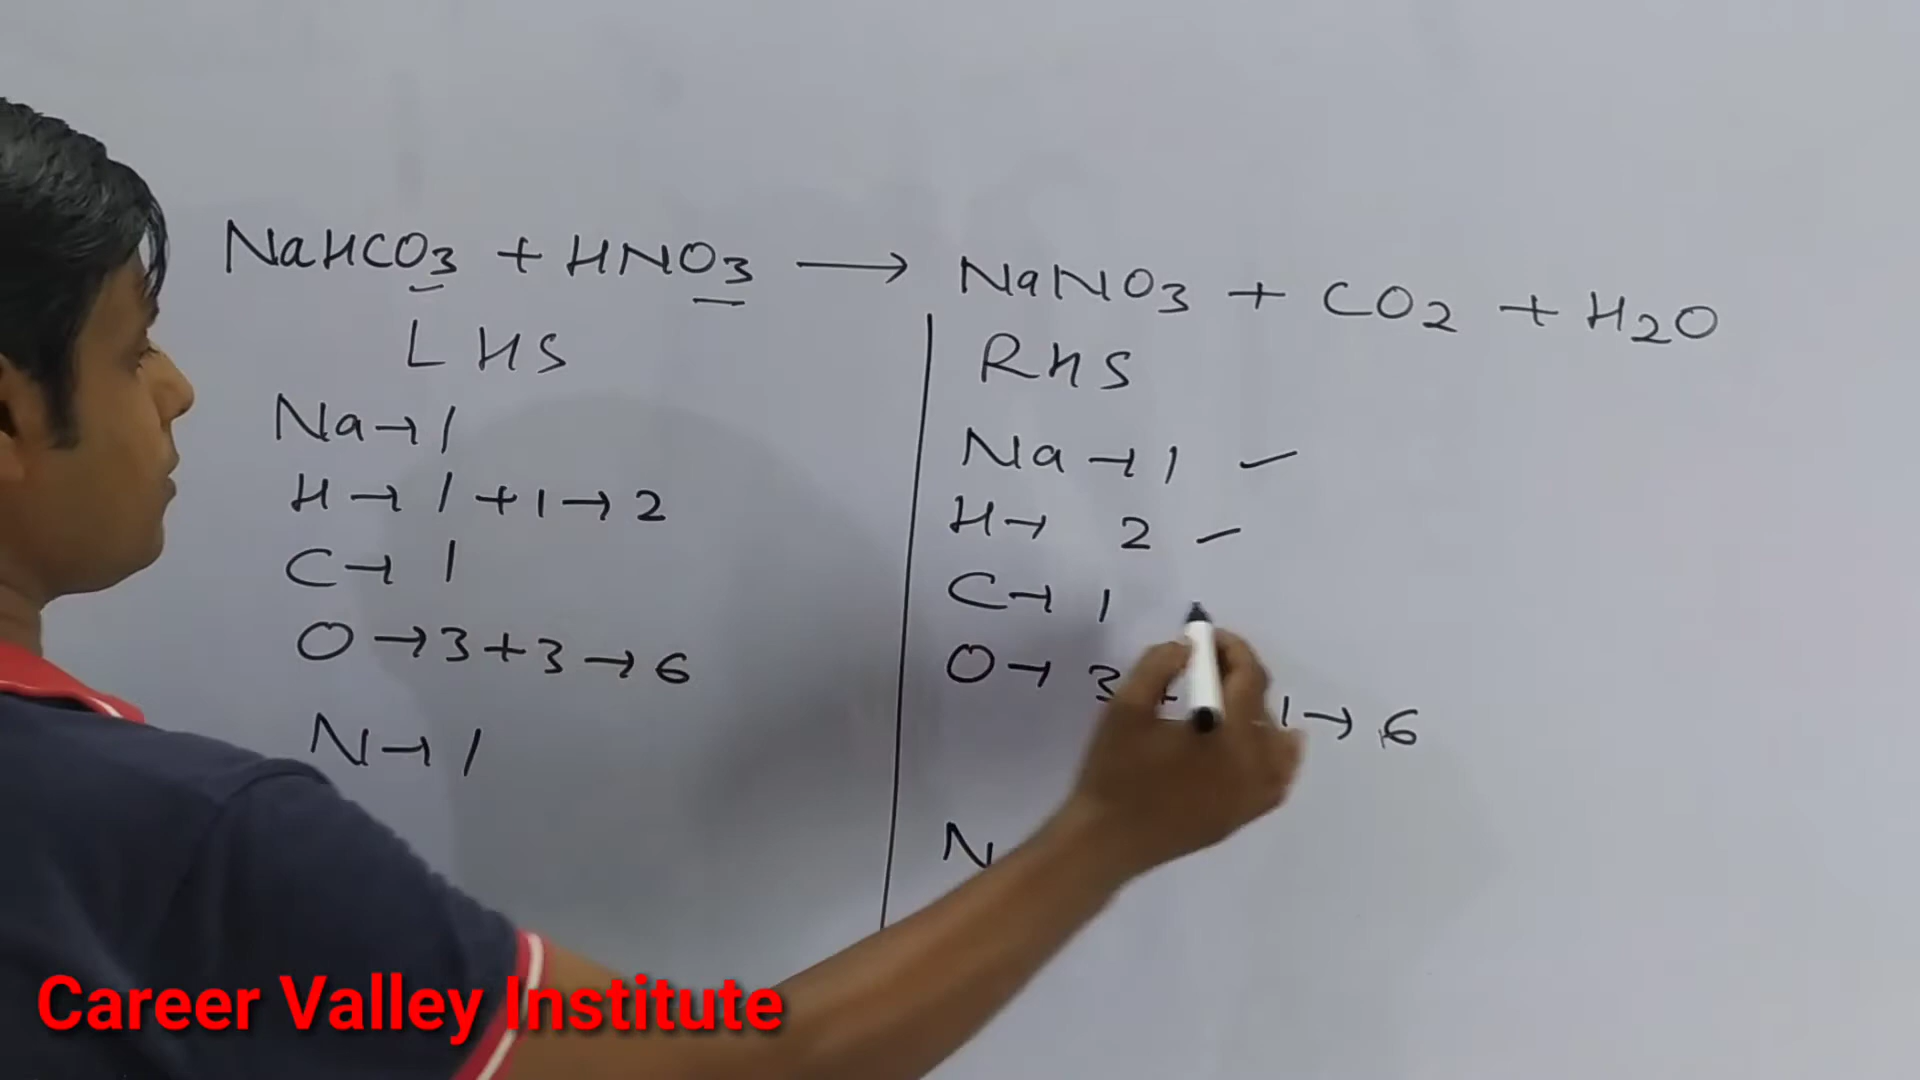 NaHCO3 + HNO3 → NaNO3 + CO2 + H2O
LHS
Na → 1
H → 1 + 1 → 2
C → 1
O → 3 + 3 → 6
N → 1
RHS
Na → 1
H → 2
C → 1
O → 3 + 1 → 6
N
Career Valley Institute